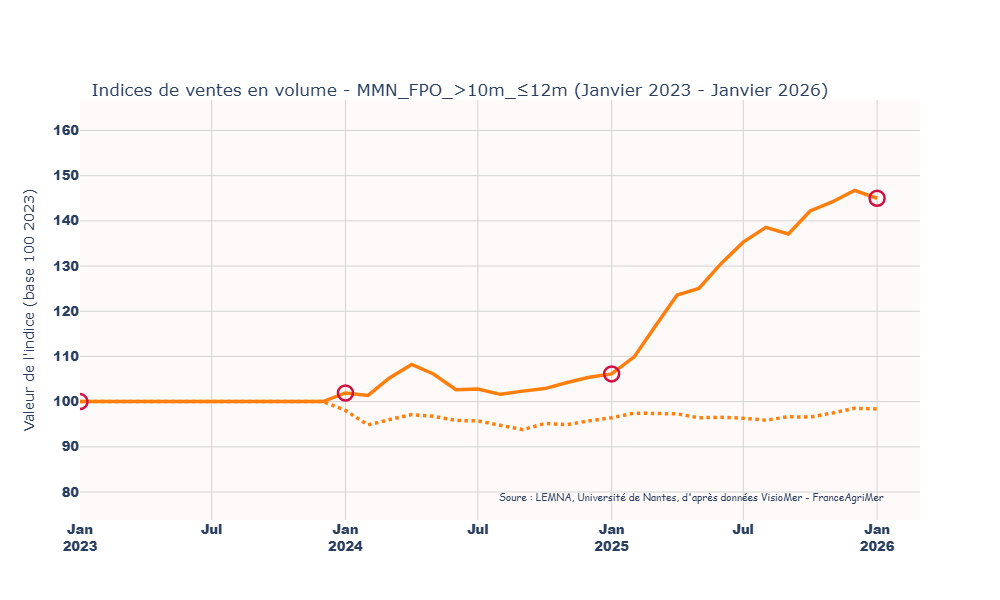 Indices de ventes en volume - MMN_FPO_>10m_≤12m (Janvier 2023 - Janvier 2026)
Valeur de l'indice (base 100 2023)
160
150
140
130
120
110
100
90
80
Soure : LEMNA, Université de Nantes, d'après données VisioMer - FranceAgriMer
Jan
2023
Jul
Jan
2024
Jul
Jan
2025
Jul
Jan
2026